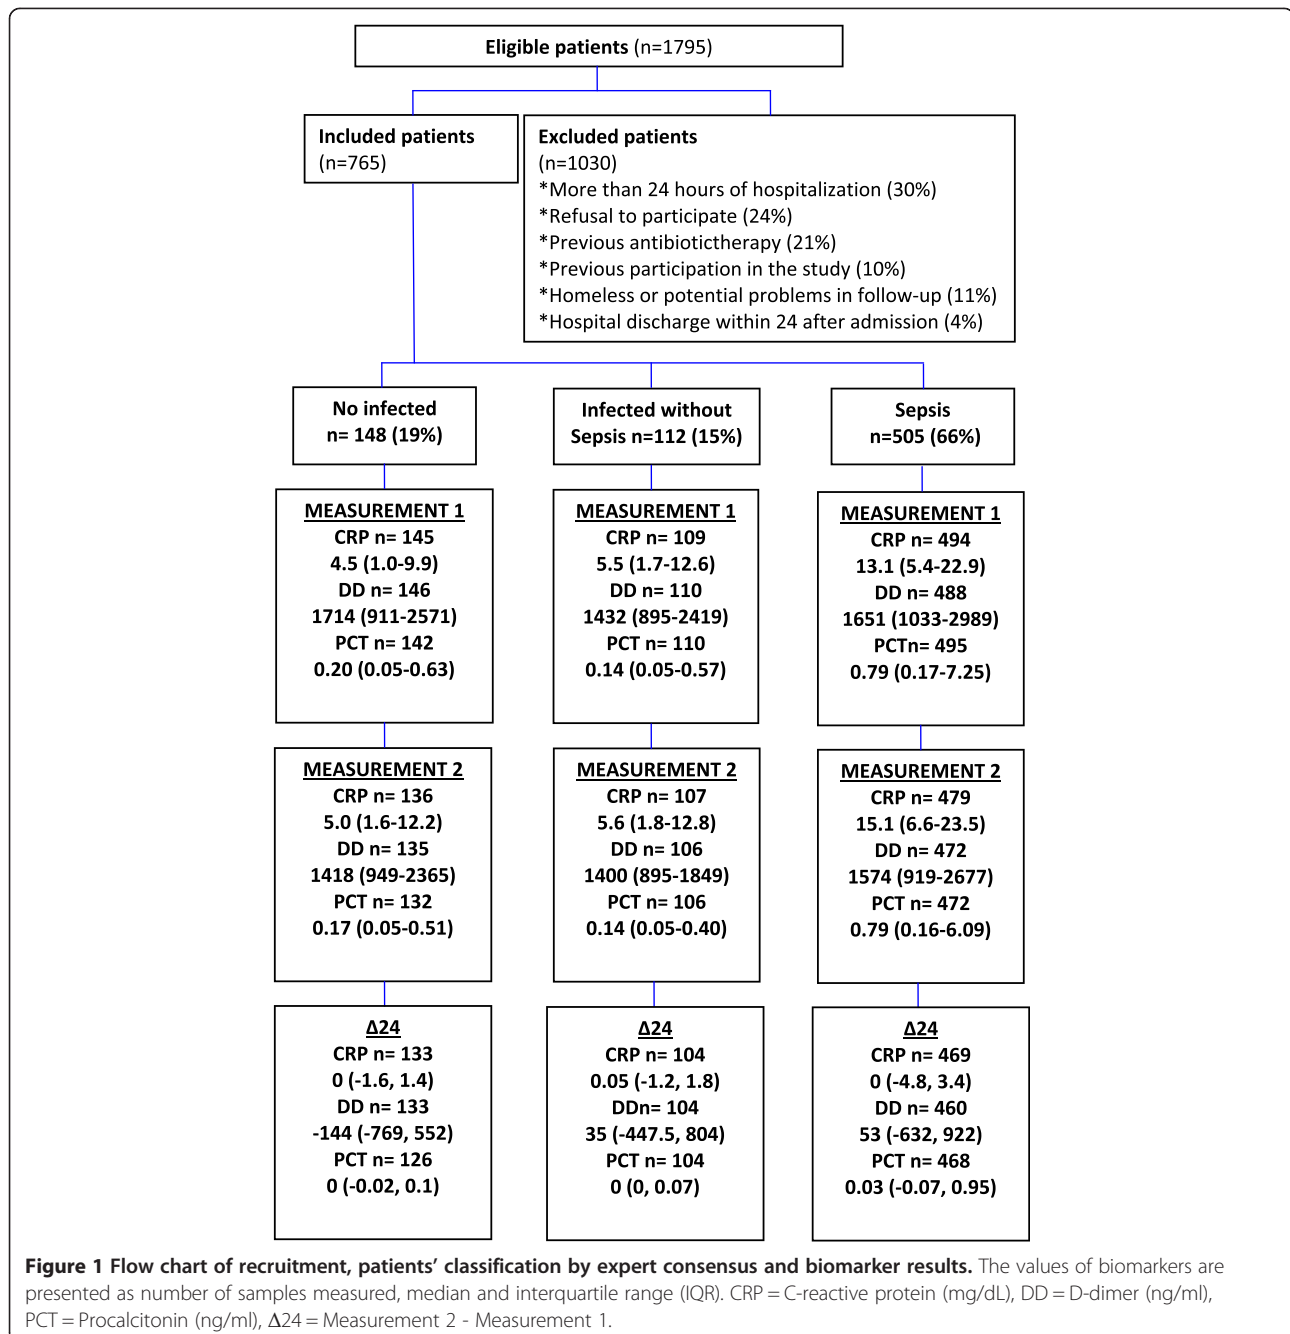 Eligible patients (n=1795)
Included patients
(n=765)
Excluded patients
(n=1030)
*More than 24 hours of hospitalization (30%)
*Refusal to participate (24%)
*Previous antibiotictherapy (21%)
*Previous participation in the study (10%)
*Homeless or potential problems in follow-up (11%)
*Hospital discharge within 24 after admission (4%)
No infected
n= 148 (19%)
Infected without
Sepsis n=112 (15%)
Sepsis
n=505 (66%)
MEASUREMENT 1
CRP n= 145
4.5 (1.0-9.9)
DD n= 146
1714 (911-2571)
PCT n= 142
0.20 (0.05-0.63)
MEASUREMENT 1
CRP n= 109
5.5 (1.7-12.6)
DD n= 110
1432 (895-2419)
PCT n= 110
0.14 (0.05-0.57)
MEASUREMENT 1
CRP n= 494
13.1 (5.4-22.9)
DD n= 488
1651 (1033-2989)
PCTn= 495
0.79 (0.17-7.25)
MEASUREMENT 2
CRP n= 136
5.0 (1.6-12.2)
DD n= 135
1418 (949-2365)
PCT n= 132
0.17 (0.05-0.51)
MEASUREMENT 2
CRP n= 107
5.6 (1.8-12.8)
DD n= 106
1400 (895-1849)
PCT n= 106
0.14 (0.05-0.40)
MEASUREMENT 2
CRP n= 479
15.1 (6.6-23.5)
DD n= 472
1574 (919-2677)
PCT n= 472
0.79 (0.16-6.09)
Δ24
CRP n= 133
0 (-1.6, 1.4)
DD n= 133
-144 (-769, 552)
PCT n= 126
0 (-0.02, 0.1)
Δ24
CRP n= 104
0.05 (-1.2, 1.8)
DDn= 104
35 (-447.5, 804)
PCT n= 104
0 (0, 0.07)
Δ24
CRP n= 469
0 (-4.8, 3.4)
DD n= 460
53 (-632, 922)
PCT n= 468
0.03 (-0.07, 0.95)
Figure 1 Flow chart of recruitment, patients' classification by expert consensus and biomarker results. The values of biomarkers are
presented as number of samples measured, median and interquartile range (IQR). CRP = C-reactive protein (mg/dL), DD = D-dimer (ng/ml),
PCT = Procalcitonin (ng/ml), Δ24 = Measurement 2 - Measurement 1.